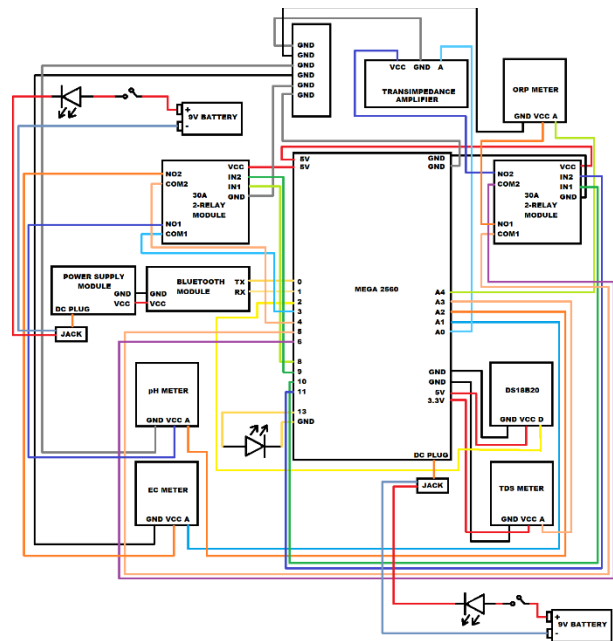 GND
GND
GND
GND
GND
GND
VCC GND A
TRANSIMPEDANCE
AMPLIFIER
ORP METER
GND VCC A
+
9V BATTERY
-
NO2
COM2
NO1
COM1
VCC
IN2
IN1
GND
30A
2-RELAY
MODULE
5V
5V
GND
GND
NO2
COM2
NO1
COM1
VCC
IN2
IN1
GND
30A
2-RELAY
MODULE
MEGA 2560
POWER SUPPLY
MODULE
GND
VCC
DC PLUG
JACK
GND
VCC
BLUETOOTH
MODULE
TX
RX
0
1
2
3
4
5
6
8
9
10
11
13
GND
A4
A3
A2
A1
A0
GND
GND
5V
3.3V
DC PLUG
JACK
pH METER
GND VCC A
EC METER
GND VCC A
DS18B20
GND VCC D
TDS METER
GND VCC A
+
9V BATTERY
-